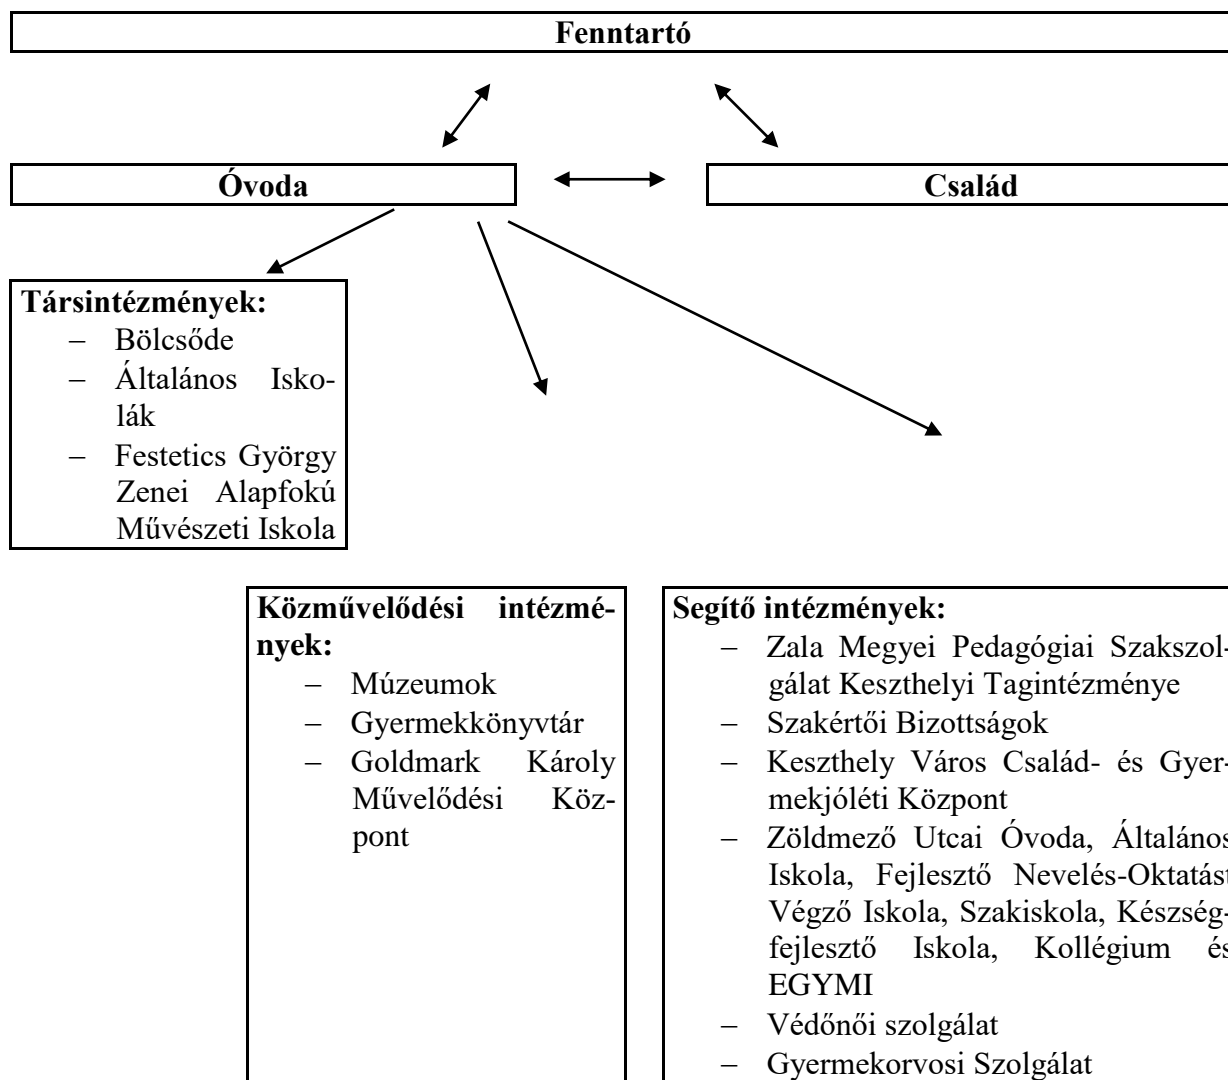 Fenntartó
Óvoda
Család
Társintézmények:
– Bölcsőde
– Általános Isko-
lák
– Festetics György
Zenei Alapfokú
Művészeti Iskola
Közművelődési intézmé-
nyek:
– Múzeumok
– Gyermekkönyvtár
– Goldmark Károly
Művelődési Köz-
pont
Segítő intézmények:
– Zala Megyei Pedagógiai Szakszol-
gálat Keszthelyi Tagintézménye
– Szakértői Bizottságok
– Keszthely Város Család- és Gyer-
mekjóléti Központ
– Zöldmező Utcai Óvoda, Általános
Iskola, Fejlesztő Nevelés-Oktatást
Végző Iskola, Szakiskola, Készség-
fejlesztő Iskola, Kollégium és
EGYMI
– Védőnői szolgálat
– Gyermekorvosi Szolgálat